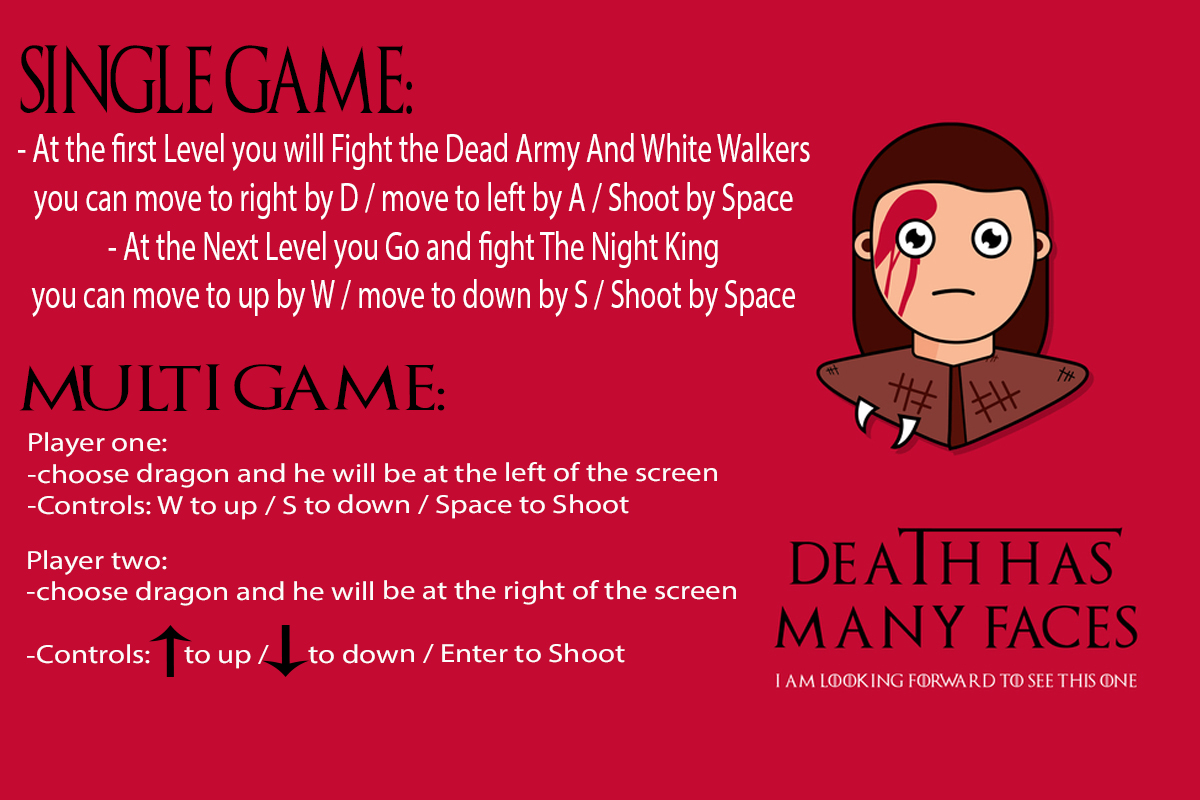 SINGLE GAME:
- At the first Level you will Fight the Dead Army And White Walkers
you can move to right by D / move to left by A / Shoot by Space
- At the Next Level you Go and fight The Night King
you can move to up by W / move to down by S / Shoot by Space
MULTI GAME:
Player one:
-choose dragon and he will be at the left of the screen
-Controls: W to up / S to down / Space to Shoot
Player two:
-choose dragon and he will be at the right of the screen
-Controls: ↑ to up / ↓ to down / Enter to Shoot
DEATH HAS
MANY FACES
I AM LOOKING FORWARD TO SEE THIS ONE